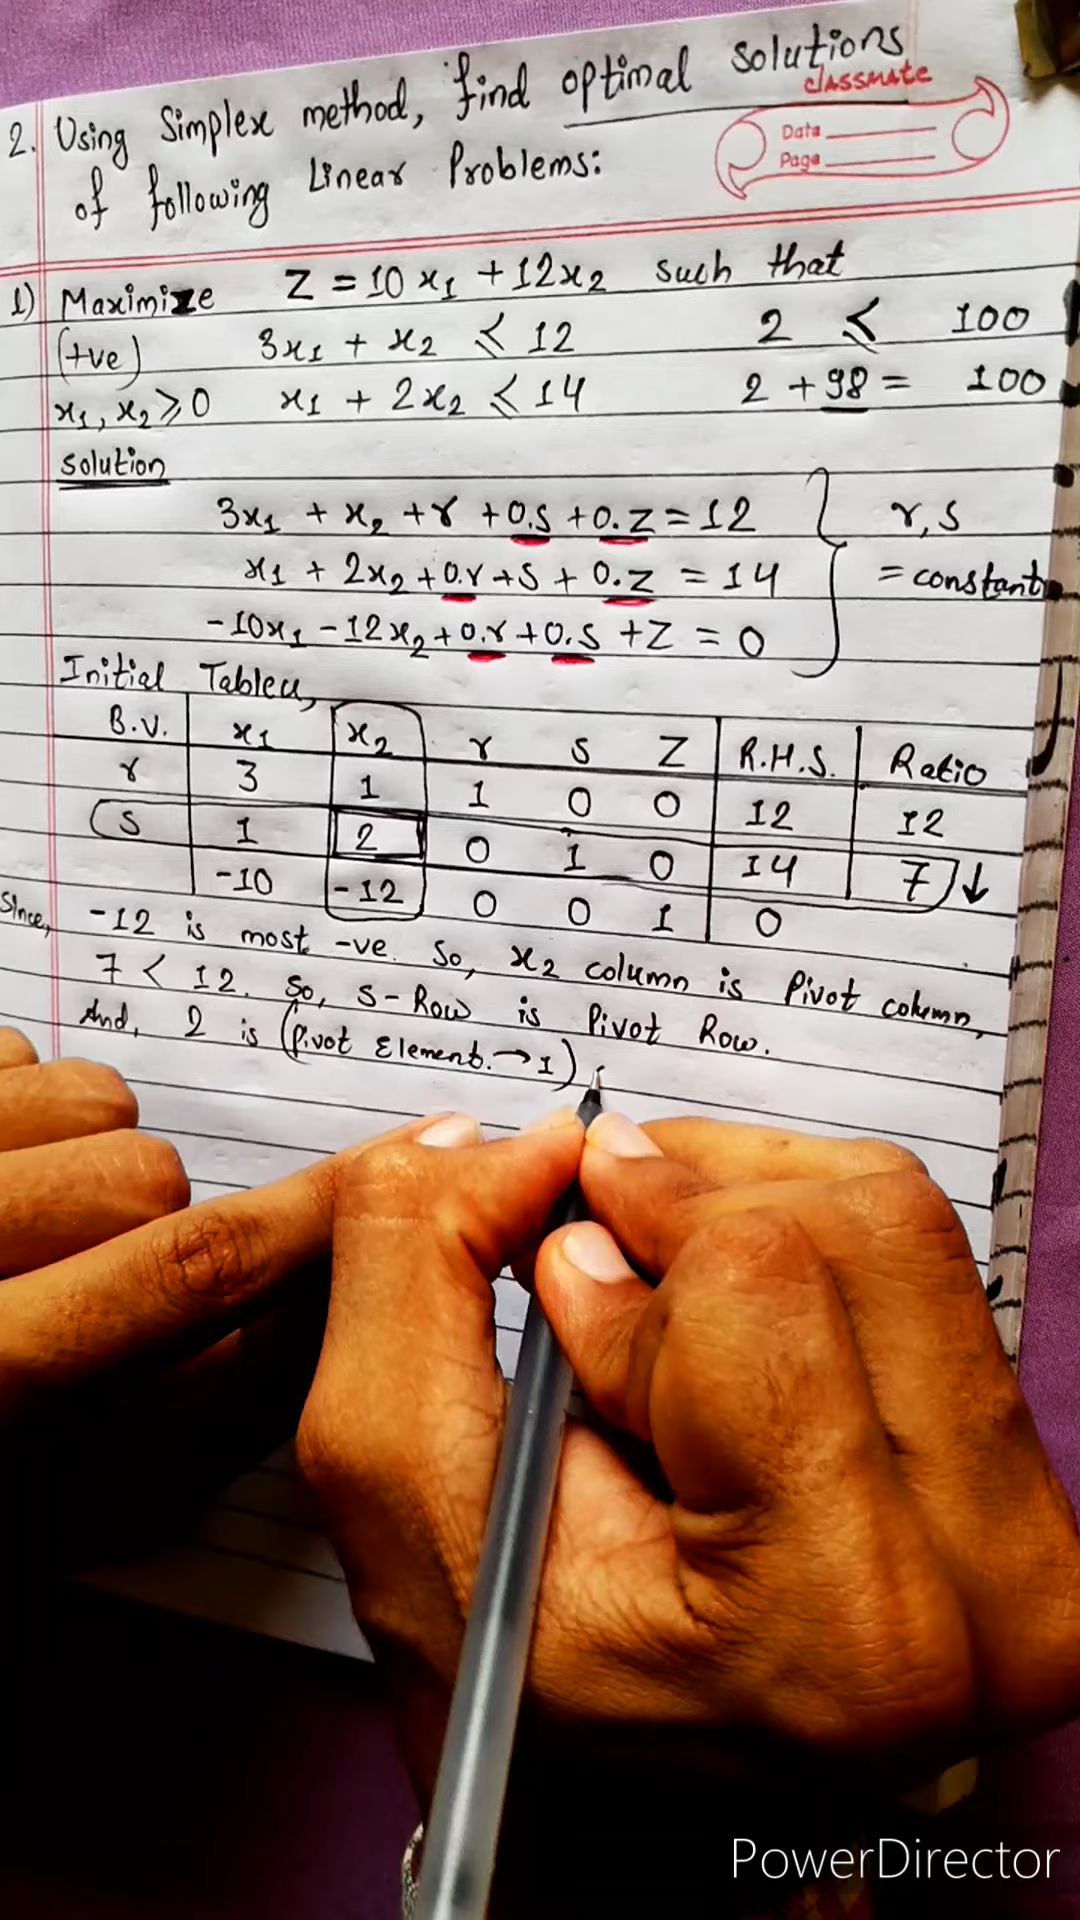 2. Using Simplex method, find optimal solutions
classmate
Date
Page
of following Linear Problems:
1) Maximize Z = 10x₁ + 12x₂ such that
(+ve) 3x₁ + x₂ ≤ 12 2 ≤ 100
x₁, x₂ ≥ 0 x₁ + 2x₂ ≤ 14 2 + 98 = 100
Solution
3x₁ + x₂ + r + 0.s + 0.z = 12 r, s
x₁ + 2x₂ + 0.r + s + 0.z = 14 = constant
-10x₁ - 12x₂ + 0.r + 0.s + z = 0
Initial Tableu,
B.V. x₁ x₂ r s z R.H.S. Ratio
r 3 1 1 0 0 12 12
s 1 2 0 1 0 14 7 ↓
-10 -12 0 0 1 0
Since, -12 is most -ve. So, x₂ column is Pivot column,
7 < 12. So, s-Row is Pivot Row.
And, 2 is (Pivot Element. → 1)
PowerDirector